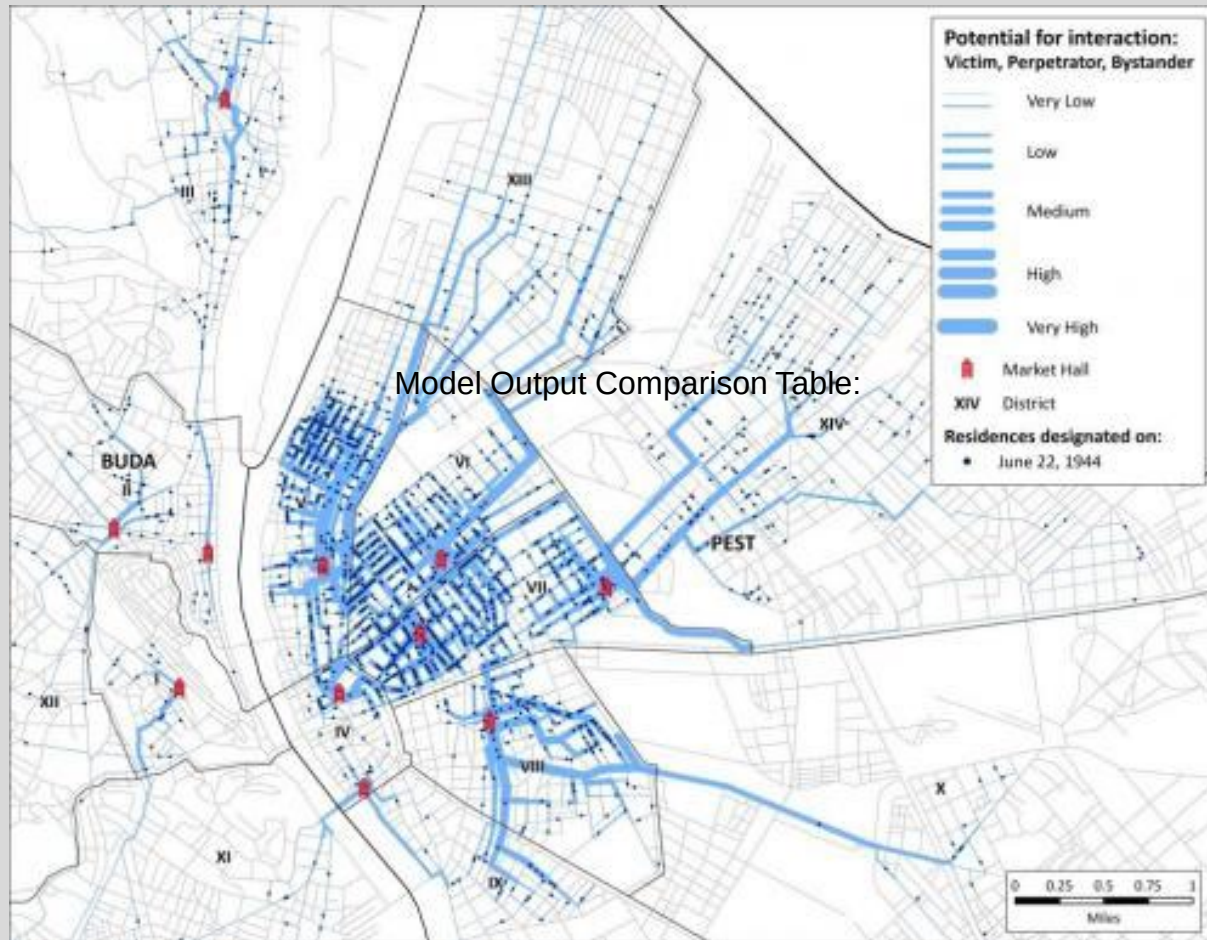 Potential for interaction:
Victim, Perpetrator, Bystander
Very Low
Low
Medium
High
Very High
Market Hall
XIV District
Residences designated on:
June 22, 1944
XIII
III
Model Output Comparison Table:
XIV
VI
BUDA
II
V
PEST
VII
I
XII
IV
VIII
X
XI
IX
0 0.25 0.5 0.75 1
Miles